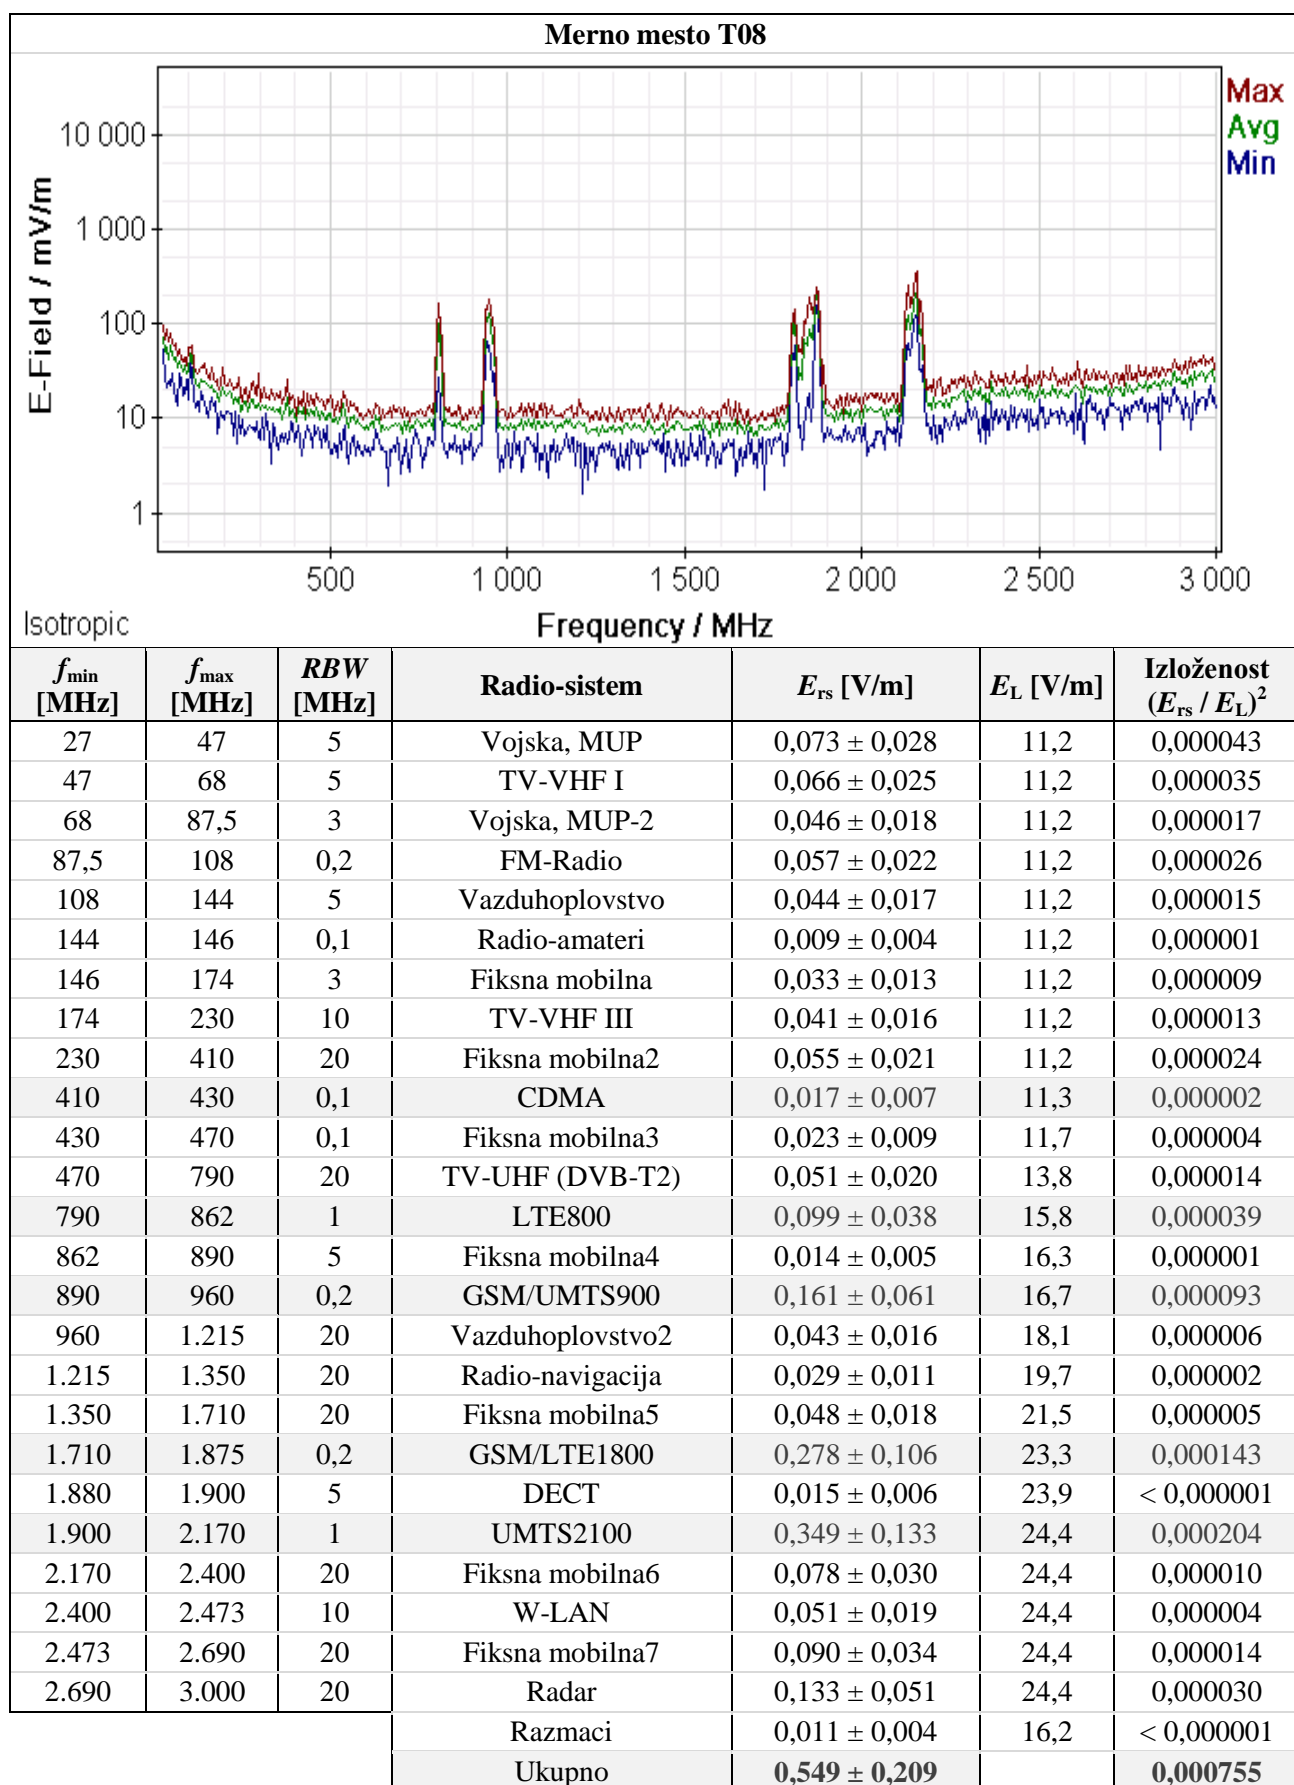 Merno mesto T08
Max
Avg
Min
10 000
1 000
100
10
1
E-Field / mV/m
500 1 000 1 500 2 000 2 500 3 000
Isotropic Frequency / MHz
fmin [MHz] fmax [MHz] RBW [MHz] Radio-sistem Ers [V/m] EL [V/m] Izloženost (Ers / EL)²
27 47 5 Vojska, MUP 0,073 ± 0,028 11,2 0,000043
47 68 5 TV-VHF I 0,066 ± 0,025 11,2 0,000035
68 87,5 3 Vojska, MUP-2 0,046 ± 0,018 11,2 0,000017
87,5 108 0,2 FM-Radio 0,057 ± 0,022 11,2 0,000026
108 144 5 Vazduhoplovstvo 0,044 ± 0,017 11,2 0,000015
144 146 0,1 Radio-amateri 0,009 ± 0,004 11,2 0,000001
146 174 3 Fiksna mobilna 0,033 ± 0,013 11,2 0,000009
174 230 10 TV-VHF III 0,041 ± 0,016 11,2 0,000013
230 410 20 Fiksna mobilna2 0,055 ± 0,021 11,2 0,000024
410 430 0,1 CDMA 0,017 ± 0,007 11,3 0,000002
430 470 0,1 Fiksna mobilna3 0,023 ± 0,009 11,7 0,000004
470 790 20 TV-UHF (DVB-T2) 0,051 ± 0,020 13,8 0,000014
790 862 1 LTE800 0,099 ± 0,038 15,8 0,000039
862 890 5 Fiksna mobilna4 0,014 ± 0,005 16,3 0,000001
890 960 0,2 GSM/UMTS900 0,161 ± 0,061 16,7 0,000093
960 1.215 20 Vazduhoplovstvo2 0,043 ± 0,016 18,1 0,000006
1.215 1.350 20 Radio-navigacija 0,029 ± 0,011 19,7 0,000002
1.350 1.710 20 Fiksna mobilna5 0,048 ± 0,018 21,5 0,000005
1.710 1.875 0,2 GSM/LTE1800 0,278 ± 0,106 23,3 0,000143
1.880 1.900 5 DECT 0,015 ± 0,006 23,9 < 0,000001
1.900 2.170 1 UMTS2100 0,349 ± 0,133 24,4 0,000204
2.170 2.400 20 Fiksna mobilna6 0,078 ± 0,030 24,4 0,000010
2.400 2.473 10 W-LAN 0,051 ± 0,019 24,4 0,000004
2.473 2.690 20 Fiksna mobilna7 0,090 ± 0,034 24,4 0,000014
2.690 3.000 20 Radar 0,133 ± 0,051 24,4 0,000030
Razmaci 0,011 ± 0,004 16,2 < 0,000001
Ukupno 0,549 ± 0,209 0,000755